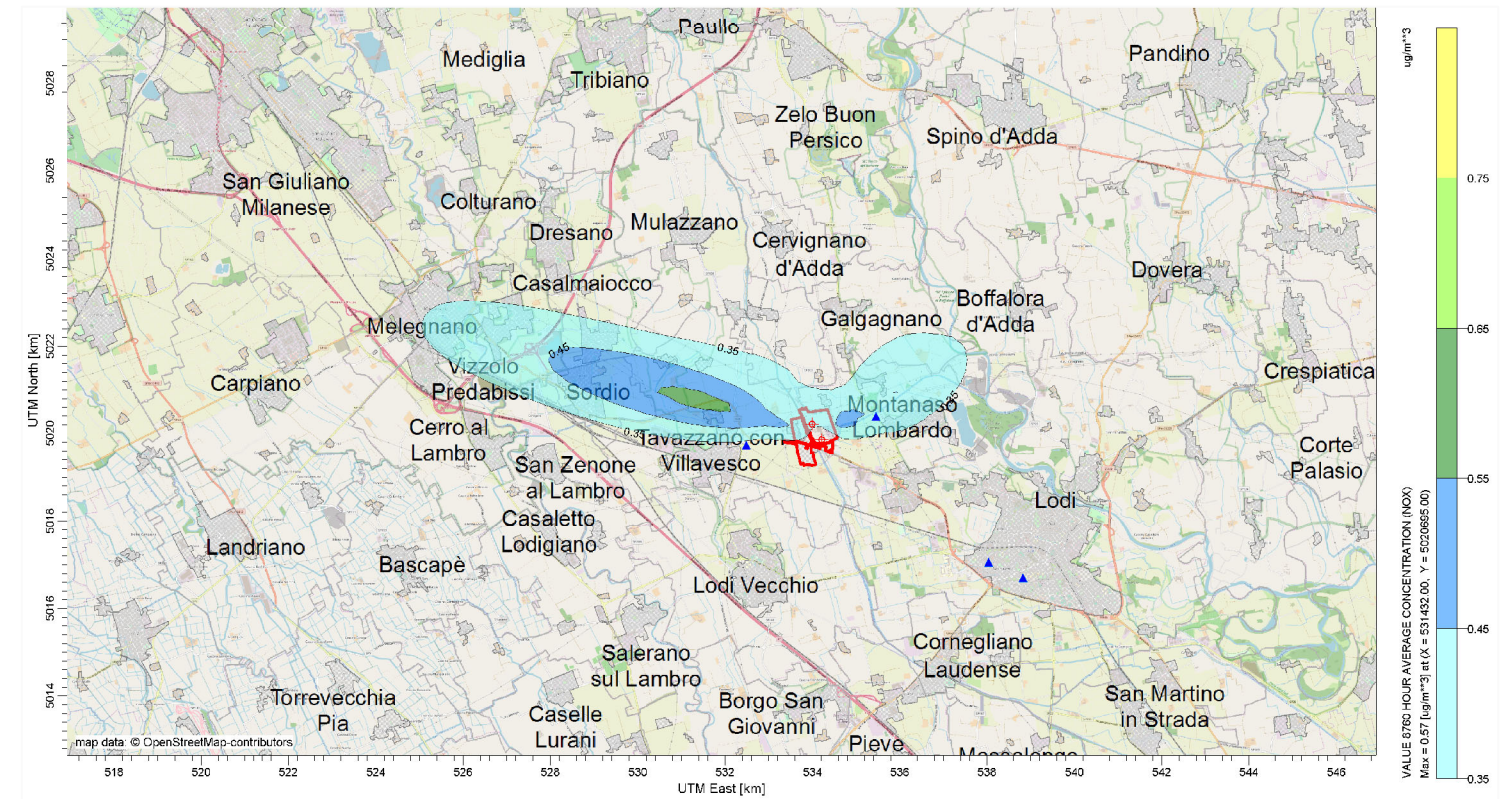 Paullo
Mediglia
Tribiano
Pandino
Zelo Buon
Persico
Spino d'Adda
San Giuliano
Milanese
Colturano
Mulazzano
Dresano
Cervignano
d'Adda
Dovera
Casalmaiocco
Boffalora
d'Adda
Galgagnano
Melegnano
0.35
0.45
Vizzolo
Predabissi
Sordio
Crespiatica
Carpiano
Montanaso
Lombardo
0.35
Cerro al
Lambro
0.35
Tavazzano con
Villavesco
Corte
Palasio
San Zenone
al Lambro
Lodi
Casaletto
Lodigiano
Landriano
Bascapè
Lodi Vecchio
Cornegliano
Laudense
Salerano
sul Lambro
Torrevecchia
Pia
Borgo San
Giovanni
San Martino
in Strada
Caselle
Lurani
Pieve
map data: © OpenStreetMap-contributors
5028
5026
5024
5022
5020
5018
5016
5014
UTM North [km]
518
520
522
524
526
528
530
532
534
536
538
540
542
544
546
UTM East [km]
ug/m**3
0.75
0.65
0.55
0.45
0.35
VALUE 8760 HOUR AVERAGE CONCENTRATION (NOX)
Max = 0.57 [ug/m**3] at (X = 531432.00, Y = 5020695.00)